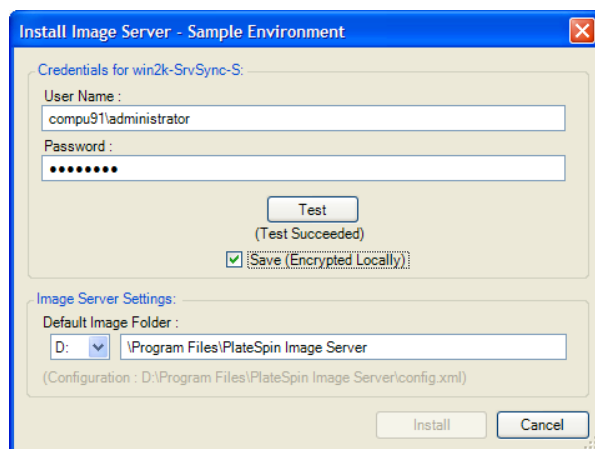 Install Image Server - Sample Environment
Credentials for win2k-SrvSync-S:
User Name :
compu91\administrator
Password :
••••••••
Test
(Test Succeeded)
Save (Encrypted Locally)
Image Server Settings:
Default Image Folder :
D: \Program Files\PlateSpin Image Server
(Configuration : D:\Program Files\PlateSpin Image Server\config.xml)
Install Cancel